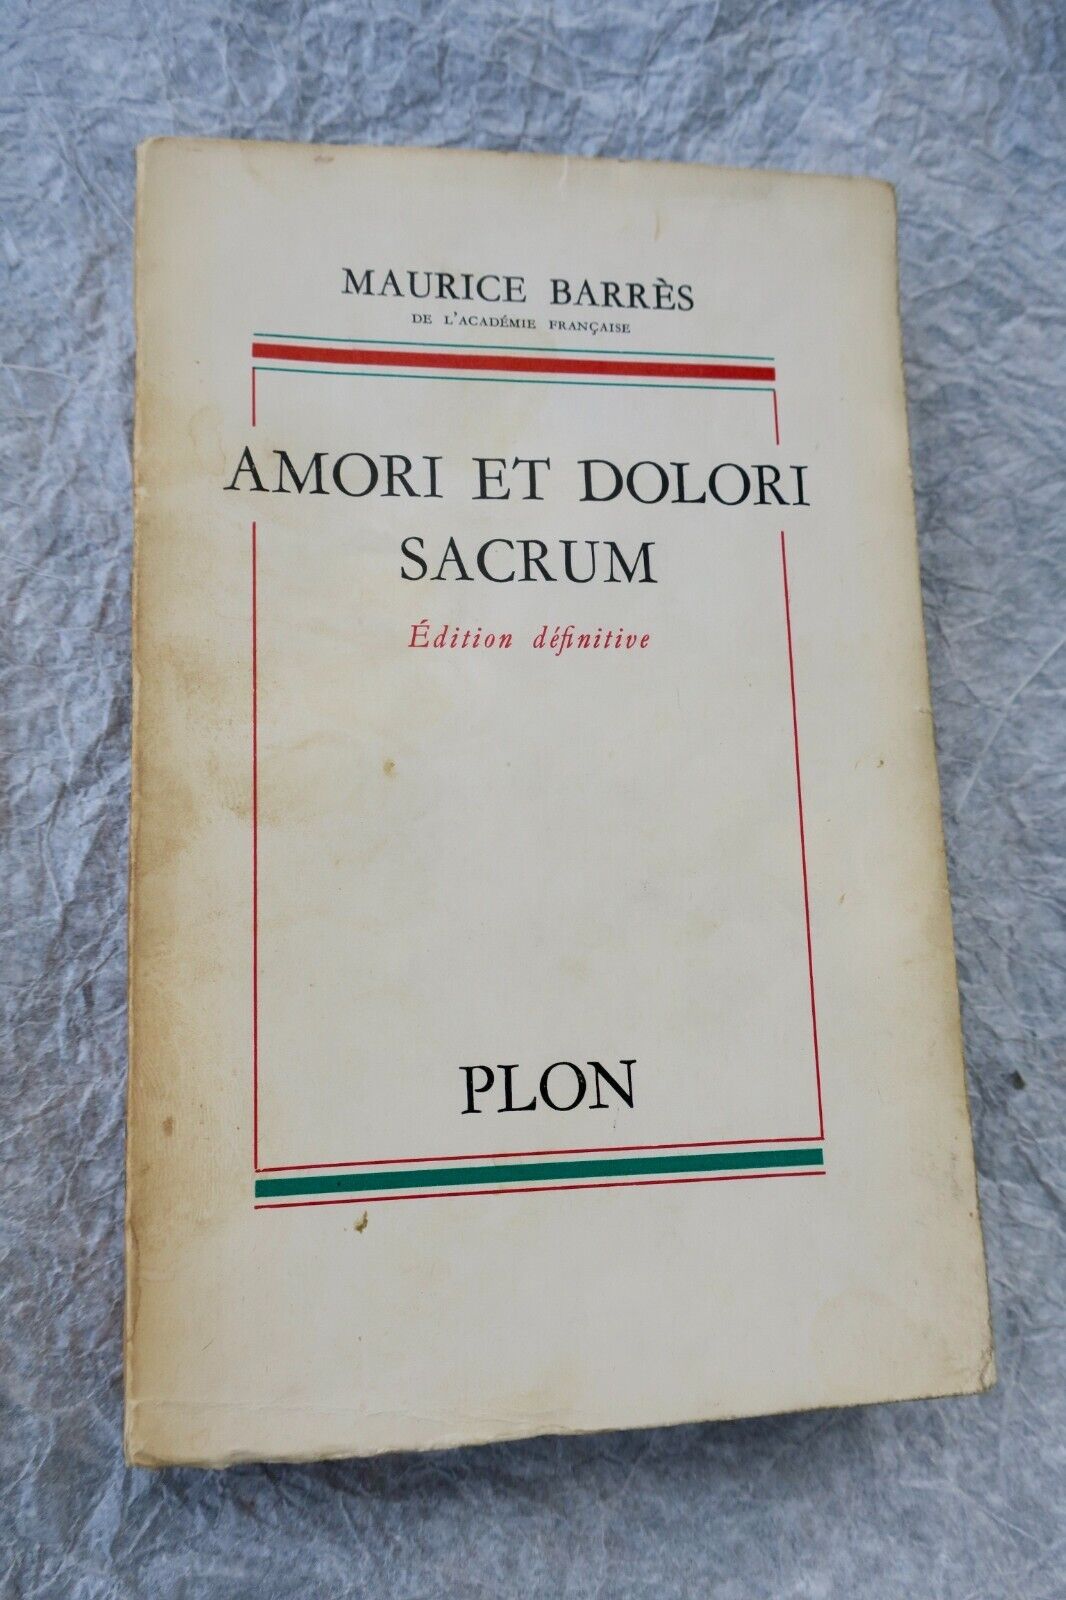 MAURICE BARRÈS
DE L'ACADÉMIE FRANÇAISE
AMORI ET DOLORI
SACRUM
Édition définitive
PLON